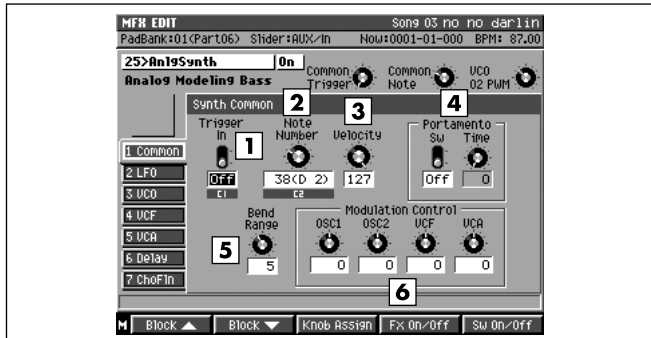 MFX EDIT Song 03 no no darlin
PadBank:01(Part06) Slider:AUX/In Now:0001-01-000 BPM: 87.00
25>AnlgSynth On
Analog Modeling Bass
Common Trigger
Common Note
VCO 02 PWM
Synth Common
2
3
4
Trigger In
1
Note Number
Velocity
Portamento
Sw Time
Off
C1
38(D 2)
C2
127
Off 0
1 Common
2 LFO
3 VCO
4 VCF
5 VCA
6 Delay
7 ChoFln
5
Bend Range
5
Modulation Control
OSC1 OSC2 VCF VCA
0 0 0 0
6
M Block ▲ Block ▼ Knob Assign Fx On/Off Sw On/Off